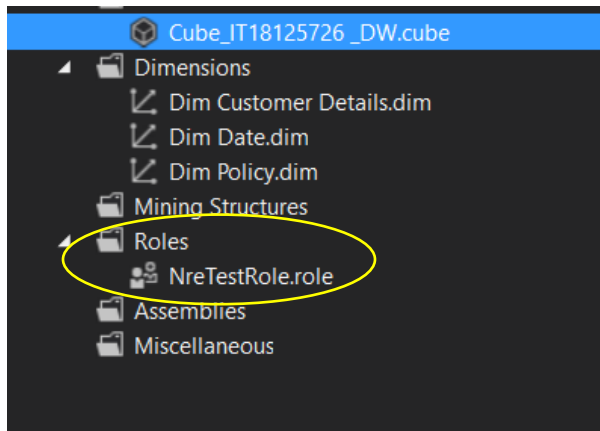 Cube_IT18125726 _DW.cube
Dimensions
Dim Customer Details.dim
Dim Date.dim
Dim Policy.dim
Mining Structures
Roles
NreTestRole.role
Assemblies
Miscellaneous